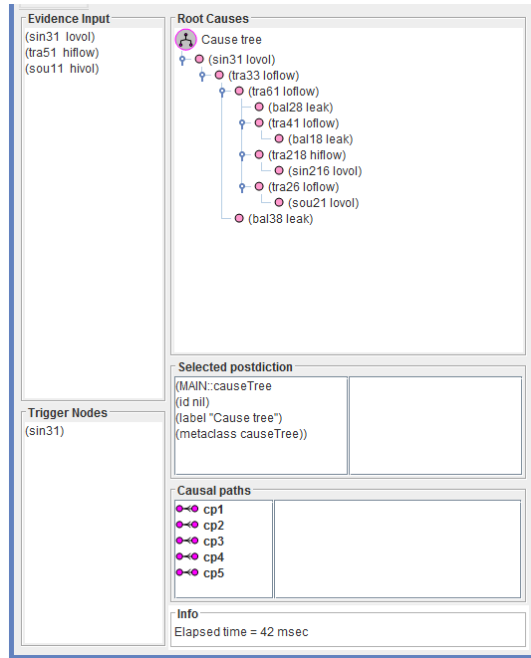 Evidence Input
(sin31 lovol)
(tra51 hiflow)
(sou11 hivol)
Trigger Nodes
(sin31)
Root Causes
Cause tree
(sin31 lovol)
(tra33 loflow)
(tra61 loflow)
(bal28 leak)
(tra41 loflow)
(bal18 leak)
(tra218 hiflow)
(sin216 lovol)
(tra26 loflow)
(sou21 lovol)
(bal38 leak)
Selected postdiction
(MAIN::causeTree
(id nil)
(label "Cause tree")
(metaclass causeTree))
Causal paths
cp1
cp2
cp3
cp4
cp5
Info
Elapsed time = 42 msec